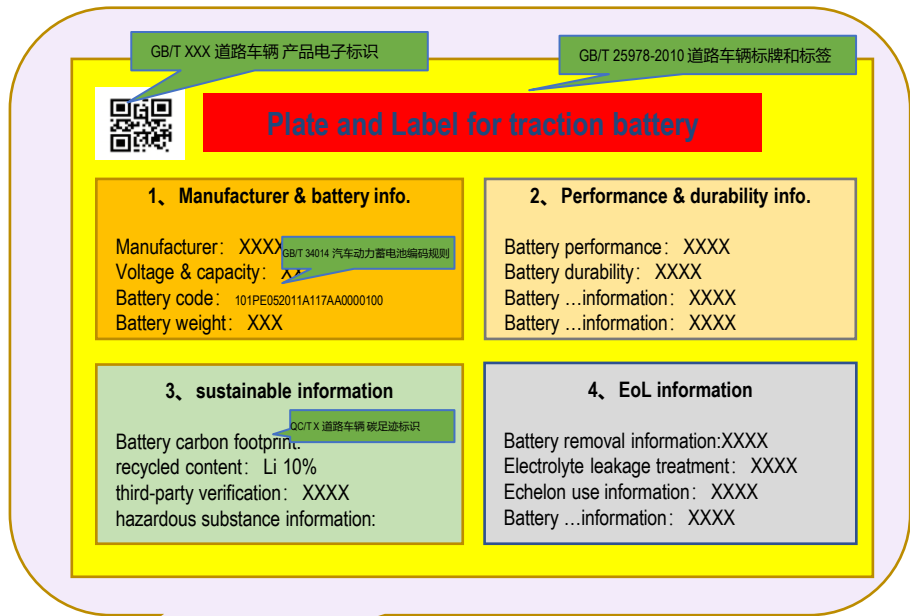 GB/T XXX 道路车辆 产品电子标识
GB/T 25978-2010 道路车辆标牌和标签
Plate and Label for traction battery
1、Manufacturer & battery info.
Manufacturer: XXXX
GB/T 34014 汽车动力蓄电池编码规则
Voltage & capacity: XX
Battery code: 101PE052011A117AA0000100
Battery weight: XXX
2、Performance & durability info.
Battery performance: XXXX
Battery durability: XXXX
Battery …information: XXXX
Battery …information: XXXX
3、sustainable information
QC/T X 道路车辆 碳足迹标识
Battery carbon footprint:
recycled content: Li 10%
third-party verification: XXXX
hazardous substance information:
4、EoL information
Battery removal information:XXXX
Electrolyte leakage treatment: XXXX
Echelon use information: XXXX
Battery …information: XXXX